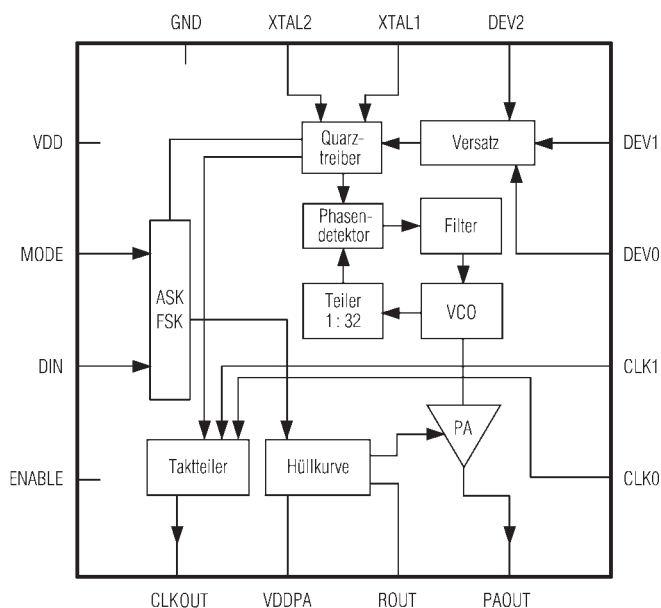 GND XTAL2 XTAL1 DEV2
VDD
Quarz-
treiber
Versatz
DEV1
Phasen-
detektor
Filter
MODE
DEV0
ASK
FSK
Teiler
1 : 32
VCO
DIN
CLK1
PA
Taktteiler
Hüllkurve
ENABLE
CLK0
CLKOUT VDDPA ROUT PAOUT